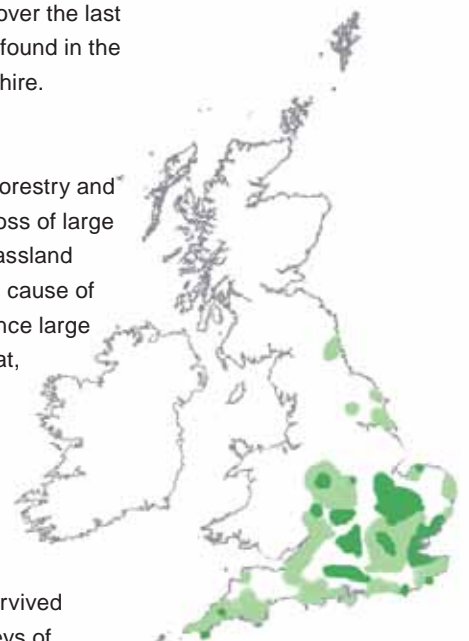 over the last
found in the
hire.
orestry and
oss of large
assland
cause of
nce large
at,
rvived
eys of